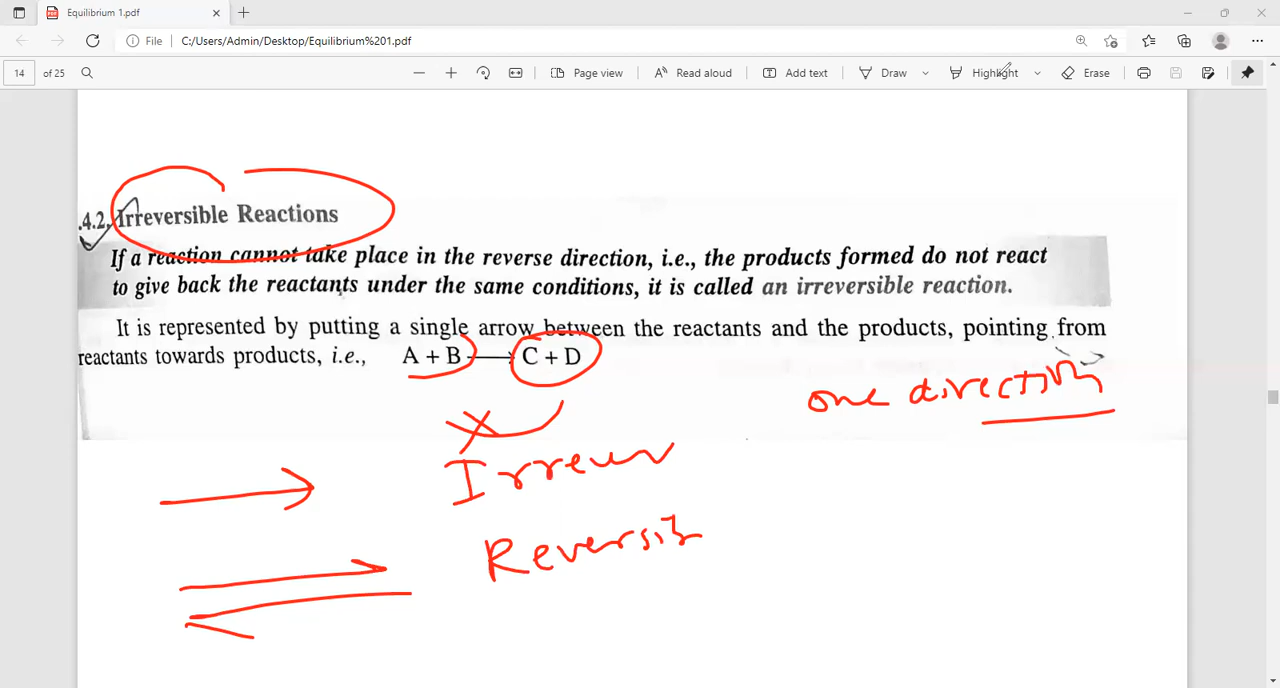 Equilibrium 1.pdf
File C:/Users/Admin/Desktop/Equilibrium%201.pdf
14 of 25 Page view Read aloud Add text Draw Highlight Erase
.4.2. Irreversible Reactions
If a reaction cannot take place in the reverse direction, i.e., the products formed do not react
to give back the reactants under the same conditions, it is called an irreversible reaction.
It is represented by putting a single arrow between the reactants and the products, pointing from
reactants towards products, i.e., A + B ⟶ C + D
one direction